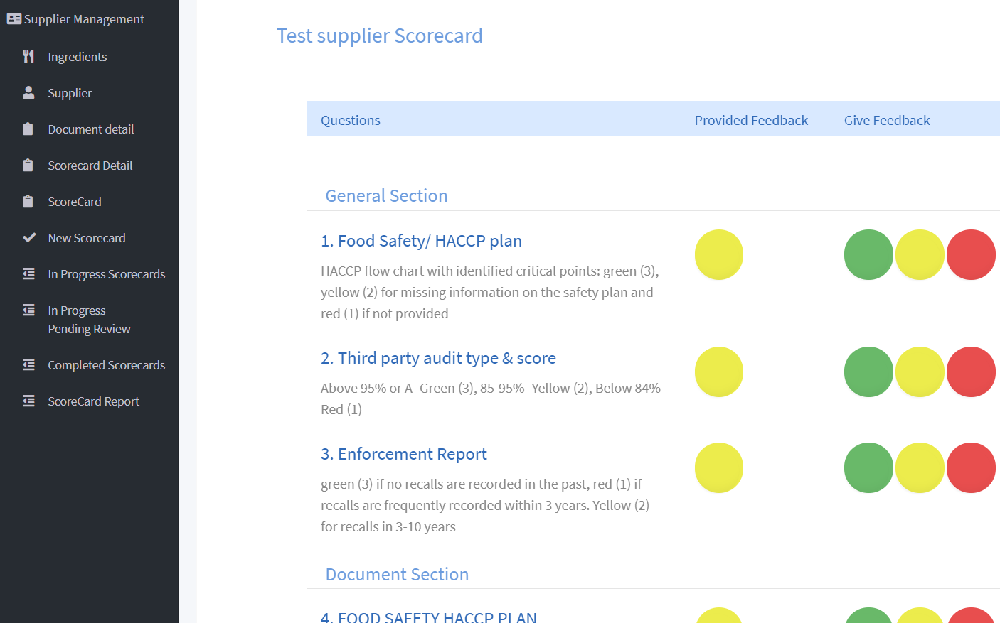 Supplier Management
Ingredients
Supplier
Document detail
Scorecard Detail
ScoreCard
New Scorecard
In Progress Scorecards
In Progress
Pending Review
Completed Scorecards
ScoreCard Report
Test supplier Scorecard
Questions Provided Feedback Give Feedback
General Section
1. Food Safety/ HACCP plan
HACCP flow chart with identified critical points: green (3),
yellow (2) for missing information on the safety plan and
red (1) if not provided
2. Third party audit type & score
Above 95% or A- Green (3), 85-95%- Yellow (2), Below 84%-
Red (1)
3. Enforcement Report
green (3) if no recalls are recorded in the past, red (1) if
recalls are frequently recorded within 3 years. Yellow (2)
for recalls in 3-10 years
Document Section
4. FOOD SAFETY HACCP PLAN